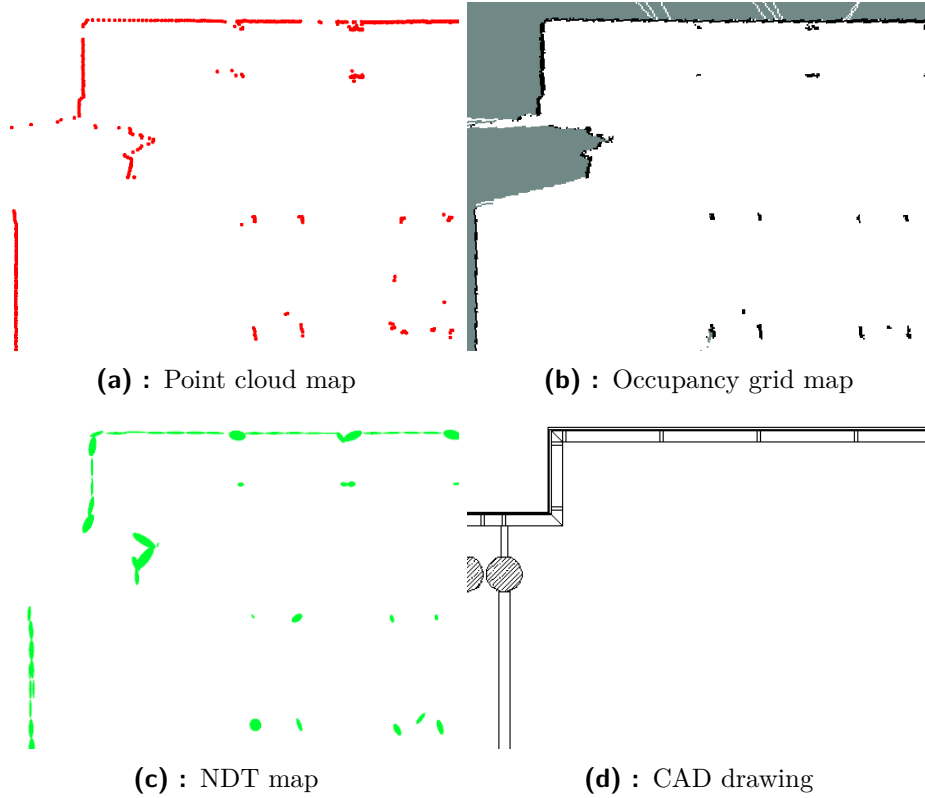 (a) : Point cloud map
(b) : Occupancy grid map
(c) : NDT map
(d) : CAD drawing